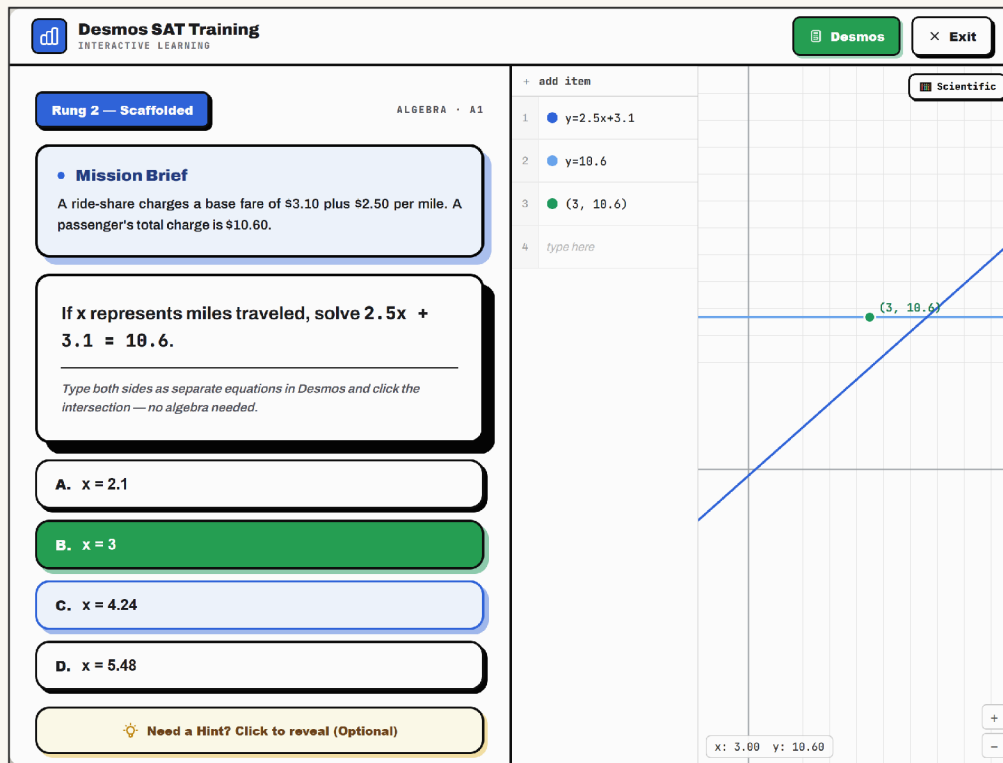 Desmos SAT Training
INTERACTIVE LEARNING
Desmos
Exit
Rung 2 — Scaffolded
ALGEBRA · A1
Mission Brief
A ride-share charges a base fare of $3.10 plus $2.50 per mile. A
passenger's total charge is $10.60.
If x represents miles traveled, solve 2.5x +
3.1 = 10.6.
Type both sides as separate equations in Desmos and click the
intersection — no algebra needed.
A. x = 2.1
B. x = 3
C. x = 4.24
D. x = 5.48
Need a Hint? Click to reveal (Optional)
+ add item
1 y=2.5x+3.1
2 y=10.6
3 (3, 10.6)
4 type here
Scientific
(3, 10.6)
x: 3.00 y: 10.60
+
−